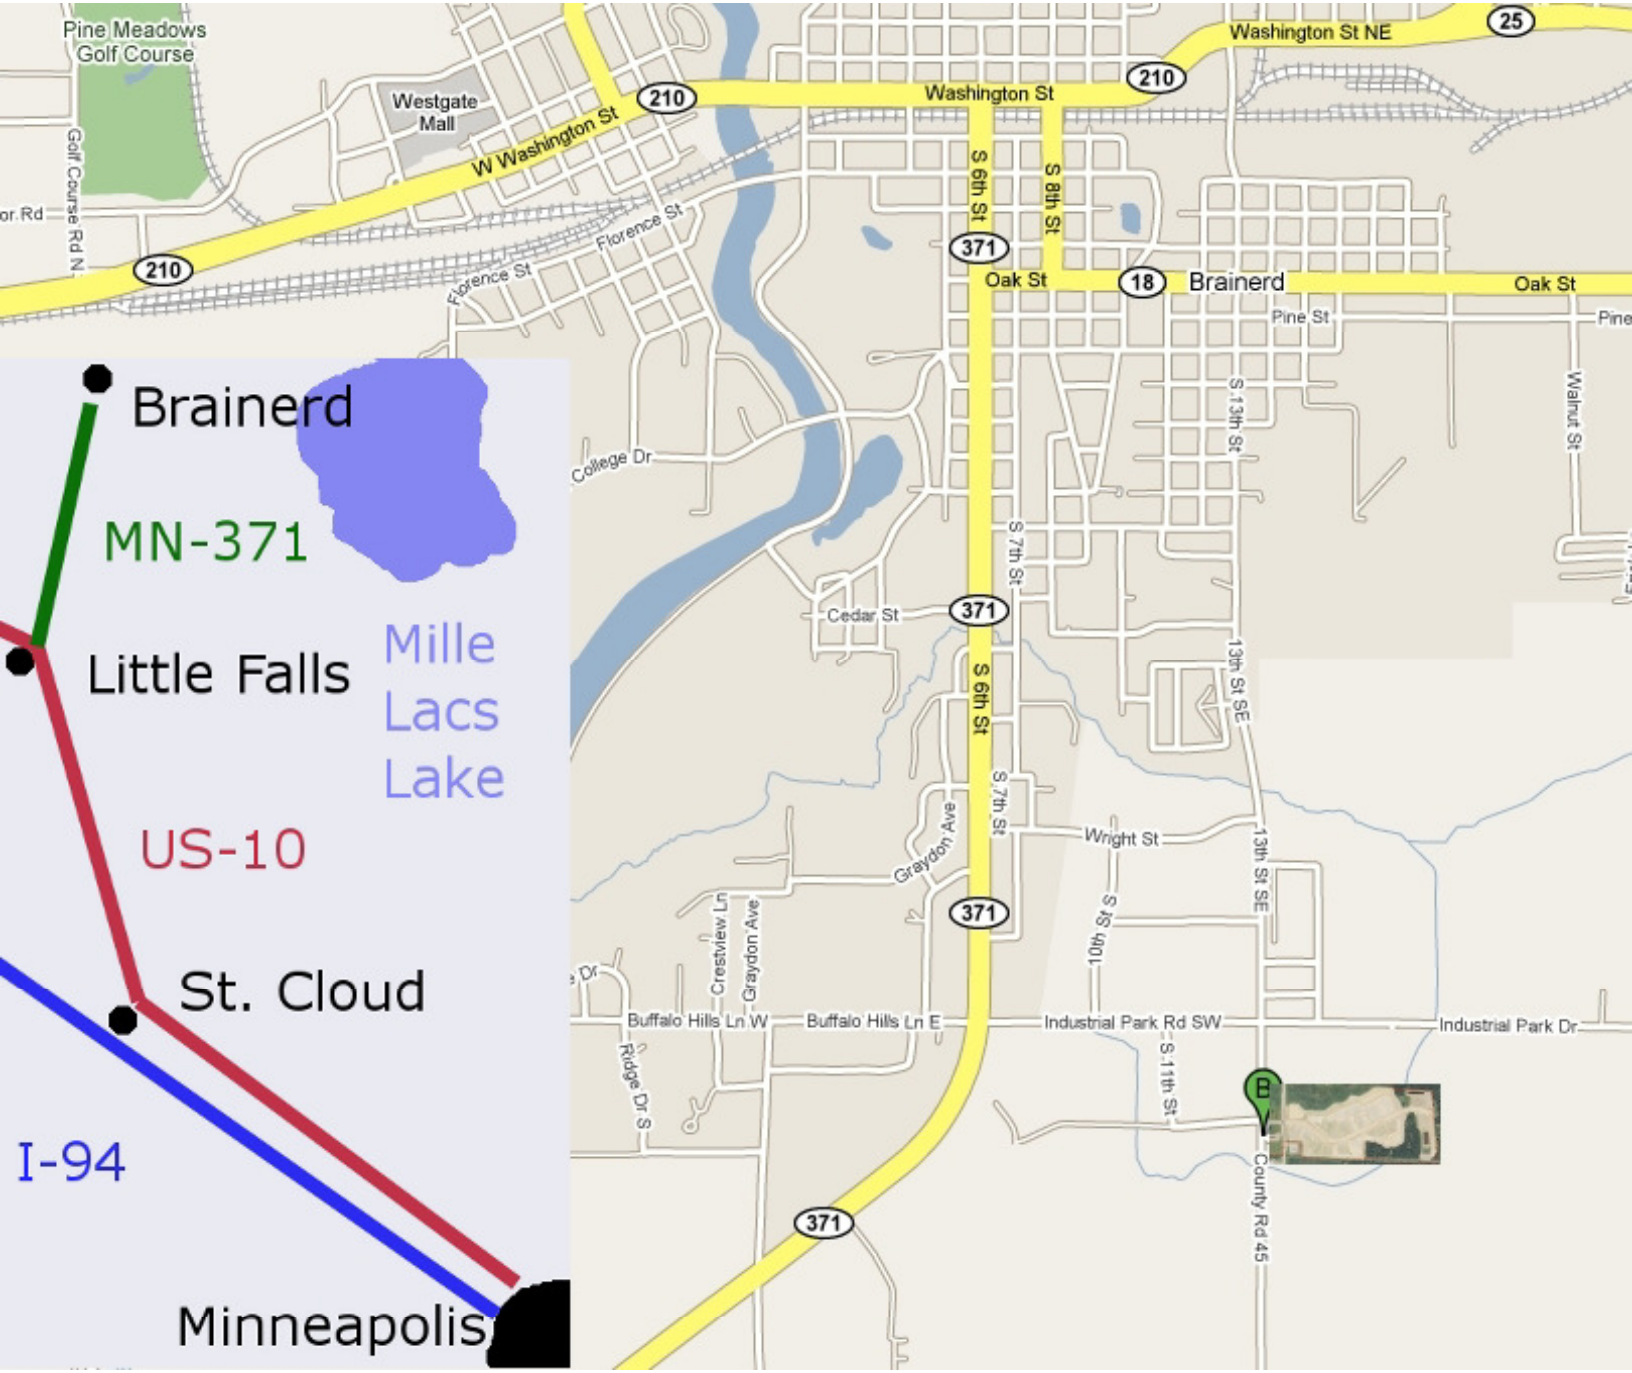 Pine Meadows
Golf Course
Washington St NE
25
210
Westgate
Mall
210
Washington St
W Washington St
Golf Course Rd N
S 6th St
S 8th St
or Rd
Florence St
371
210
Florence St
Oak St
18
Brainerd
Oak St
Pine St
Pine
Walnut St
S 13th St
College Dr
S 7th St
371
Cedar St
13th St SE
S 6th St
S 7th St
Graydon Ave
Wright St
13th St SE
Crestview Ln
Graydon Ave
371
10th St S
e Dr
Buffalo Hills Ln W
Buffalo Hills Ln E
Industrial Park Rd SW
Industrial Park Dr
Ridge Dr S
S 11th St
B
County Rd 45
371
Brainerd
MN-371
Little Falls
Mille
Lacs
Lake
US-10
St. Cloud
I-94
Minneapolis